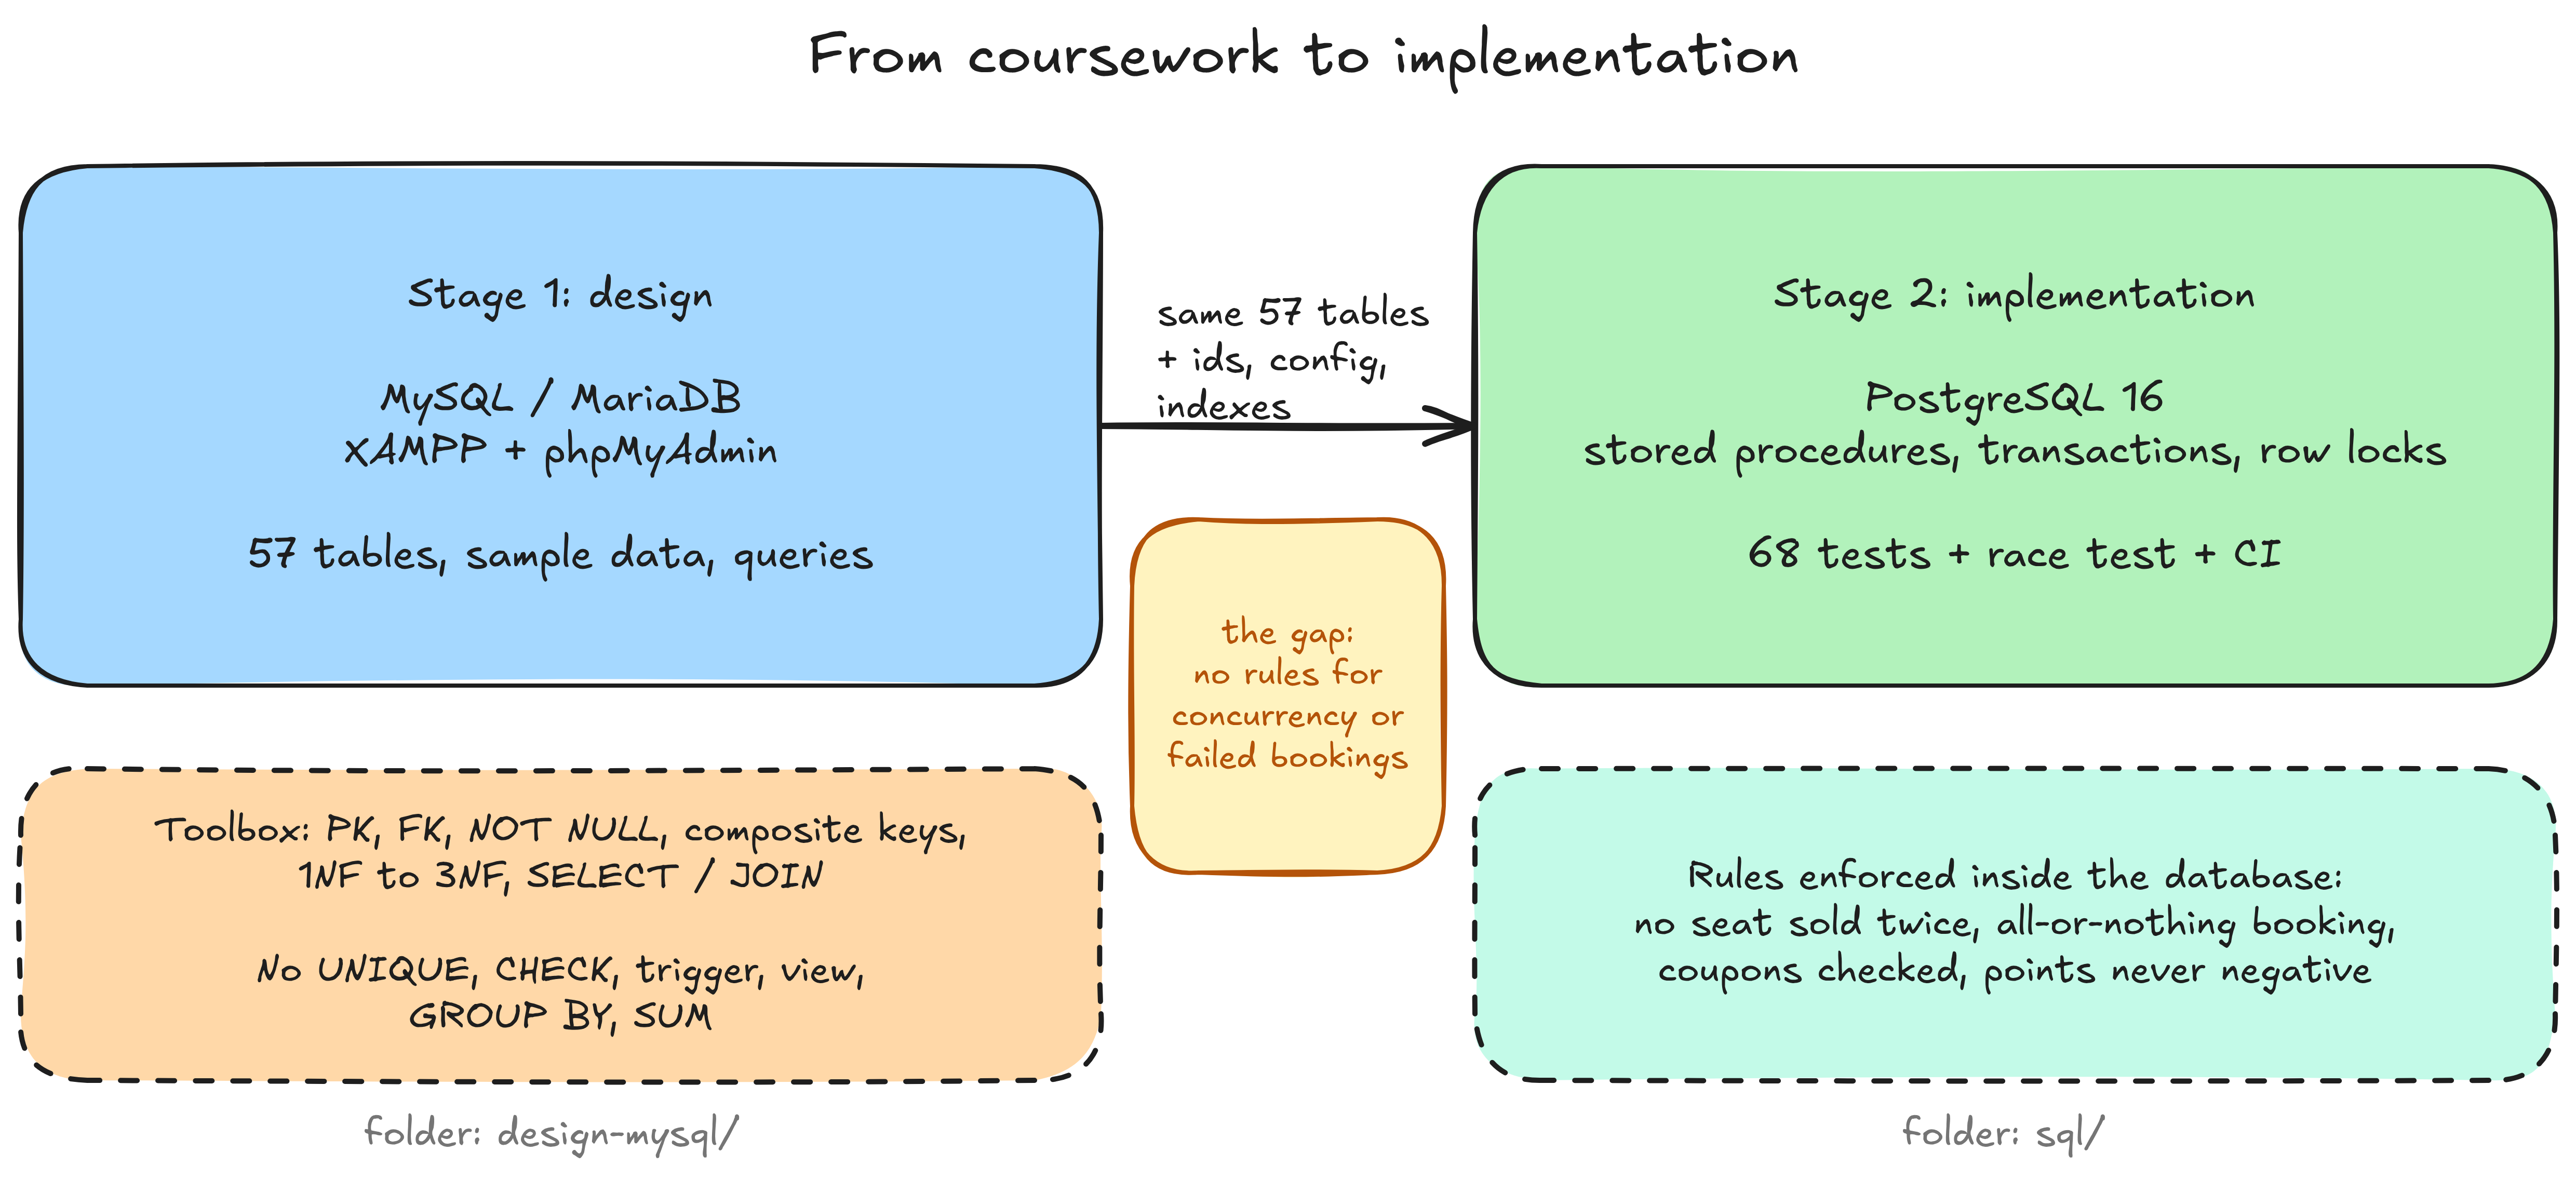 From coursework to implementation
Stage 1: design
MySQL / MariaDB
XAMPP + phpMyAdmin
57 tables, sample data, queries
same 57 tables
+ ids, config,
indexes
Stage 2: implementation
PostgreSQL 16
stored procedures, transactions, row locks
68 tests + race test + CI
the gap:
no rules for
concurrency or
failed bookings
Toolbox: PK, FK, NOT NULL, composite keys,
1NF to 3NF, SELECT / JOIN
No UNIQUE, CHECK, trigger, view,
GROUP BY, SUM
Rules enforced inside the database:
no seat sold twice, all-or-nothing booking,
coupons checked, points never negative
folder: design-mysql/
folder: sql/